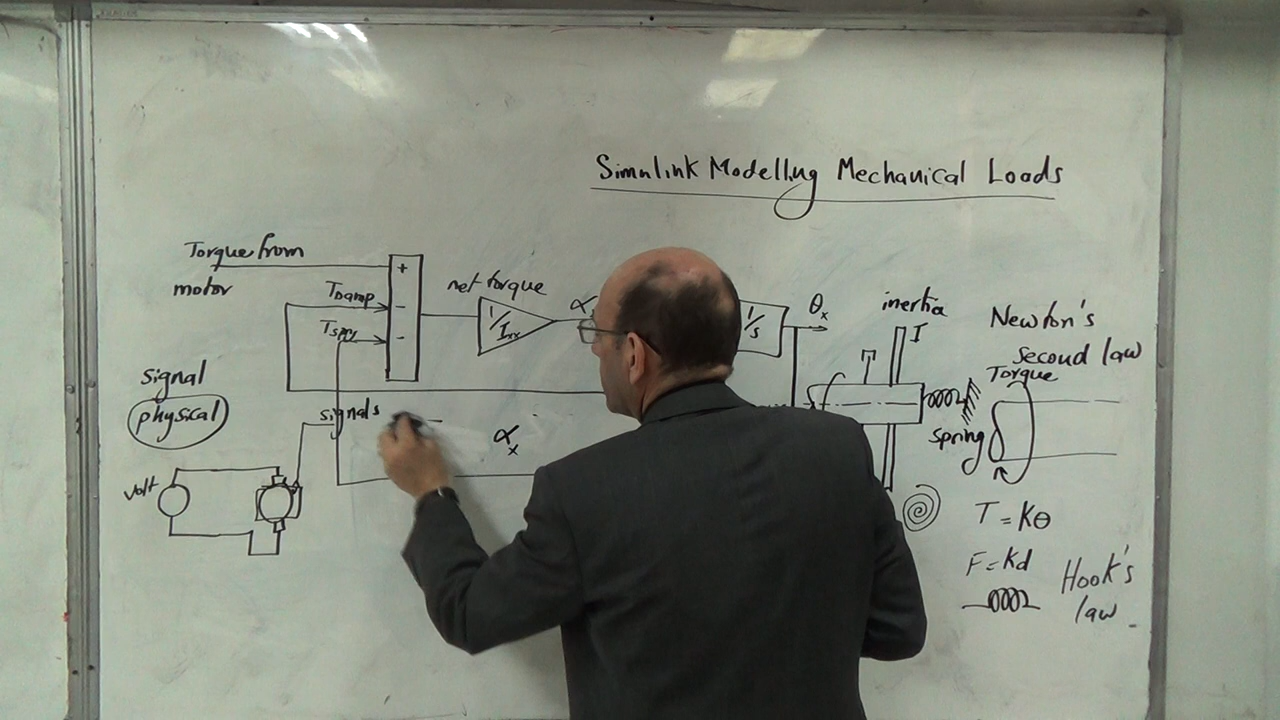 Simulink Modelling Mechanical Loads
Torque from
motor
+
TDamp
-
Tspry
-
net torque
1/Ixx
α
1/s
θx
inertia
I
T
Newton's
second law
Torque
spring
signal
physical
signals
αx
volt
T = Kθ
F = Kd
Hook's
law